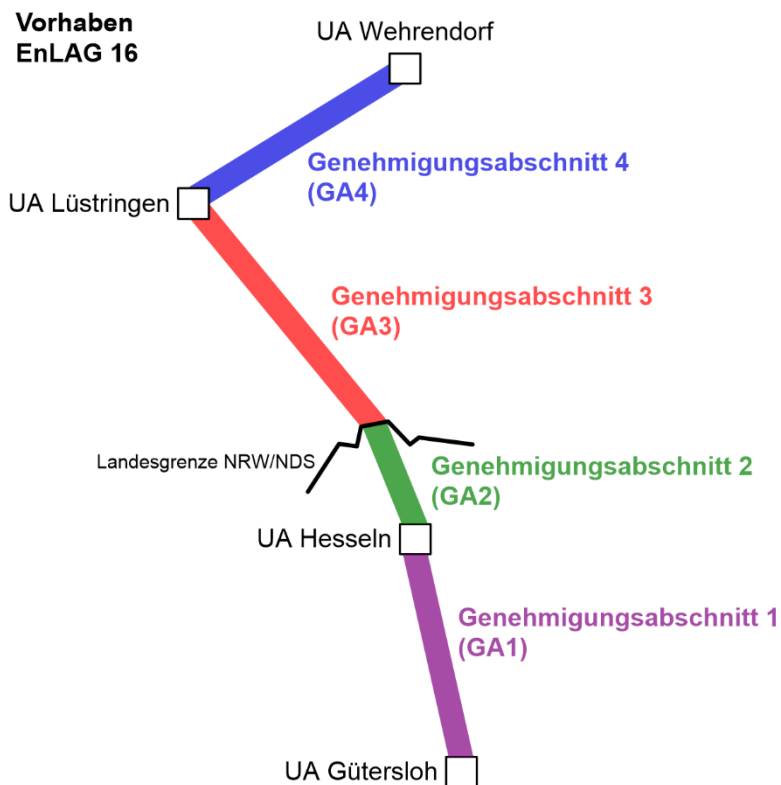 Vorhaben
EnLAG 16
UA Wehrendorf
Genehmigungsabschnitt 4
(GA4)
UA Lüstringen
Genehmigungsabschnitt 3
(GA3)
Landesgrenze NRW/NDS
Genehmigungsabschnitt 2
(GA2)
UA Hesseln
Genehmigungsabschnitt 1
(GA1)
UA Gütersloh